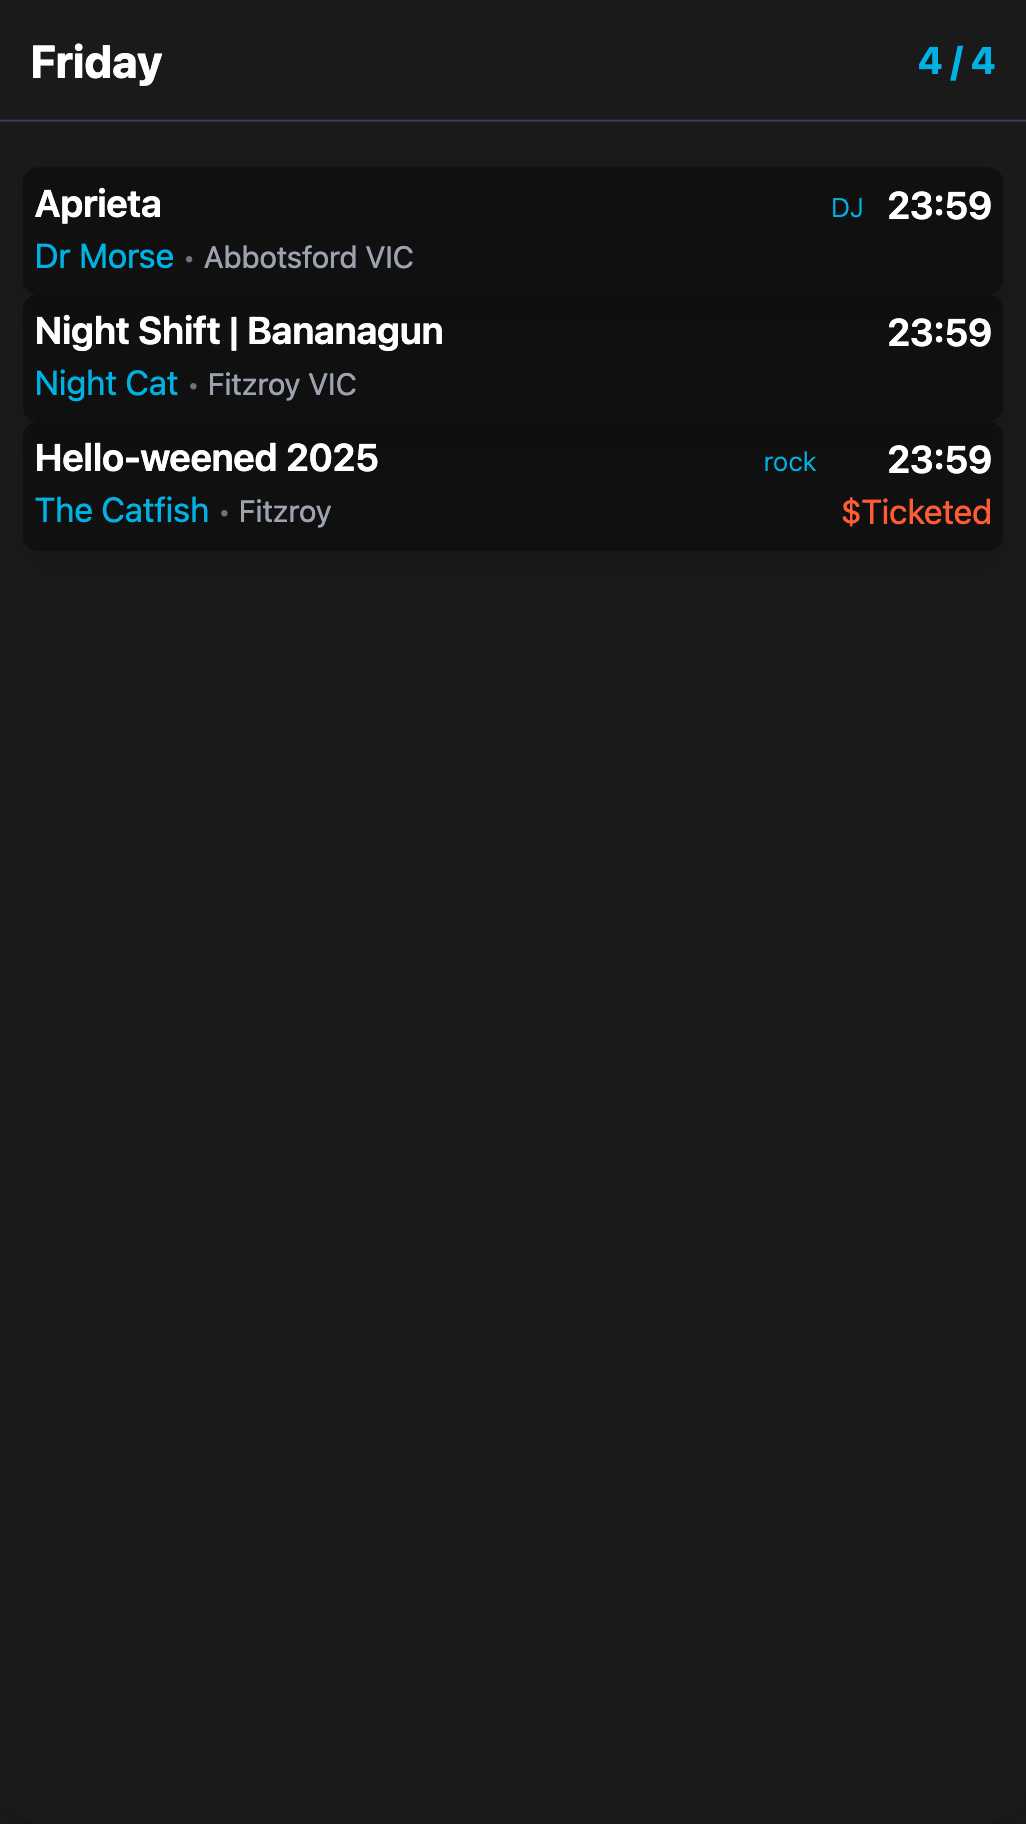 Friday 4 / 4
Aprieta DJ 23:59
Dr Morse • Abbotsford VIC
Night Shift | Bananagun 23:59
Night Cat • Fitzroy VIC
Hello-weened 2025 rock 23:59
The Catfish • Fitzroy $Ticketed